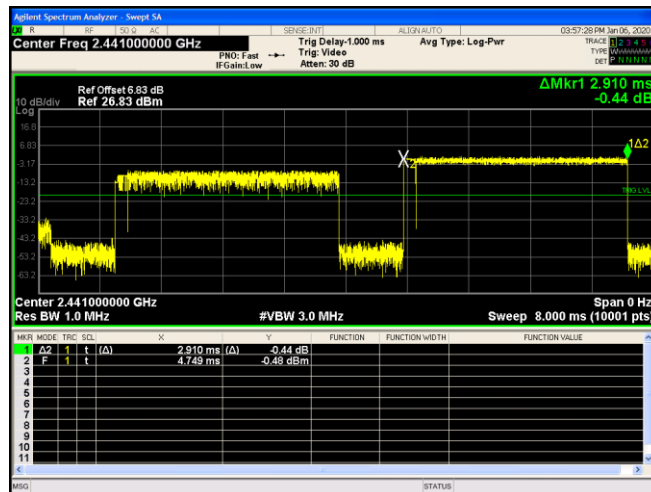 Agilent Spectrum Analyzer - Swept SA
R RF 50 Ω AC SENSE:INT ALIGN AUTO 03:57:28 PM Jan 06, 2020
Center Freq 2.441000000 GHz
PNO: Fast
IFGain:Low
Trig Delay-1.000 ms
Trig: Video
Atten: 30 dB
Avg Type: Log-Pwr
TRACE 1 2 3 4 5
TYPE W
DET P N N N N N
ΔMkr1 2.910 ms
-0.44 dB
Ref Offset 6.83 dB
10 dB/div Ref 26.83 dBm
Log
16.8
6.83
-3.17
-13.2
-23.2
-33.2
-43.2
-53.2
-63.2
1Δ2
2
TRIG LVL
Center 2.441000000 GHz Span 0 Hz
Res BW 1.0 MHz #VBW 3.0 MHz Sweep 8.000 ms (10001 pts)
MKR MODE TRC SCL X Y FUNCTION FUNCTION WIDTH FUNCTION VALUE
1 Δ2 1 t (Δ) 2.910 ms (Δ) -0.44 dB
2 F 1 t 4.749 ms -0.48 dBm
3
4
5
6
7
8
9
10
11
MSG STATUS